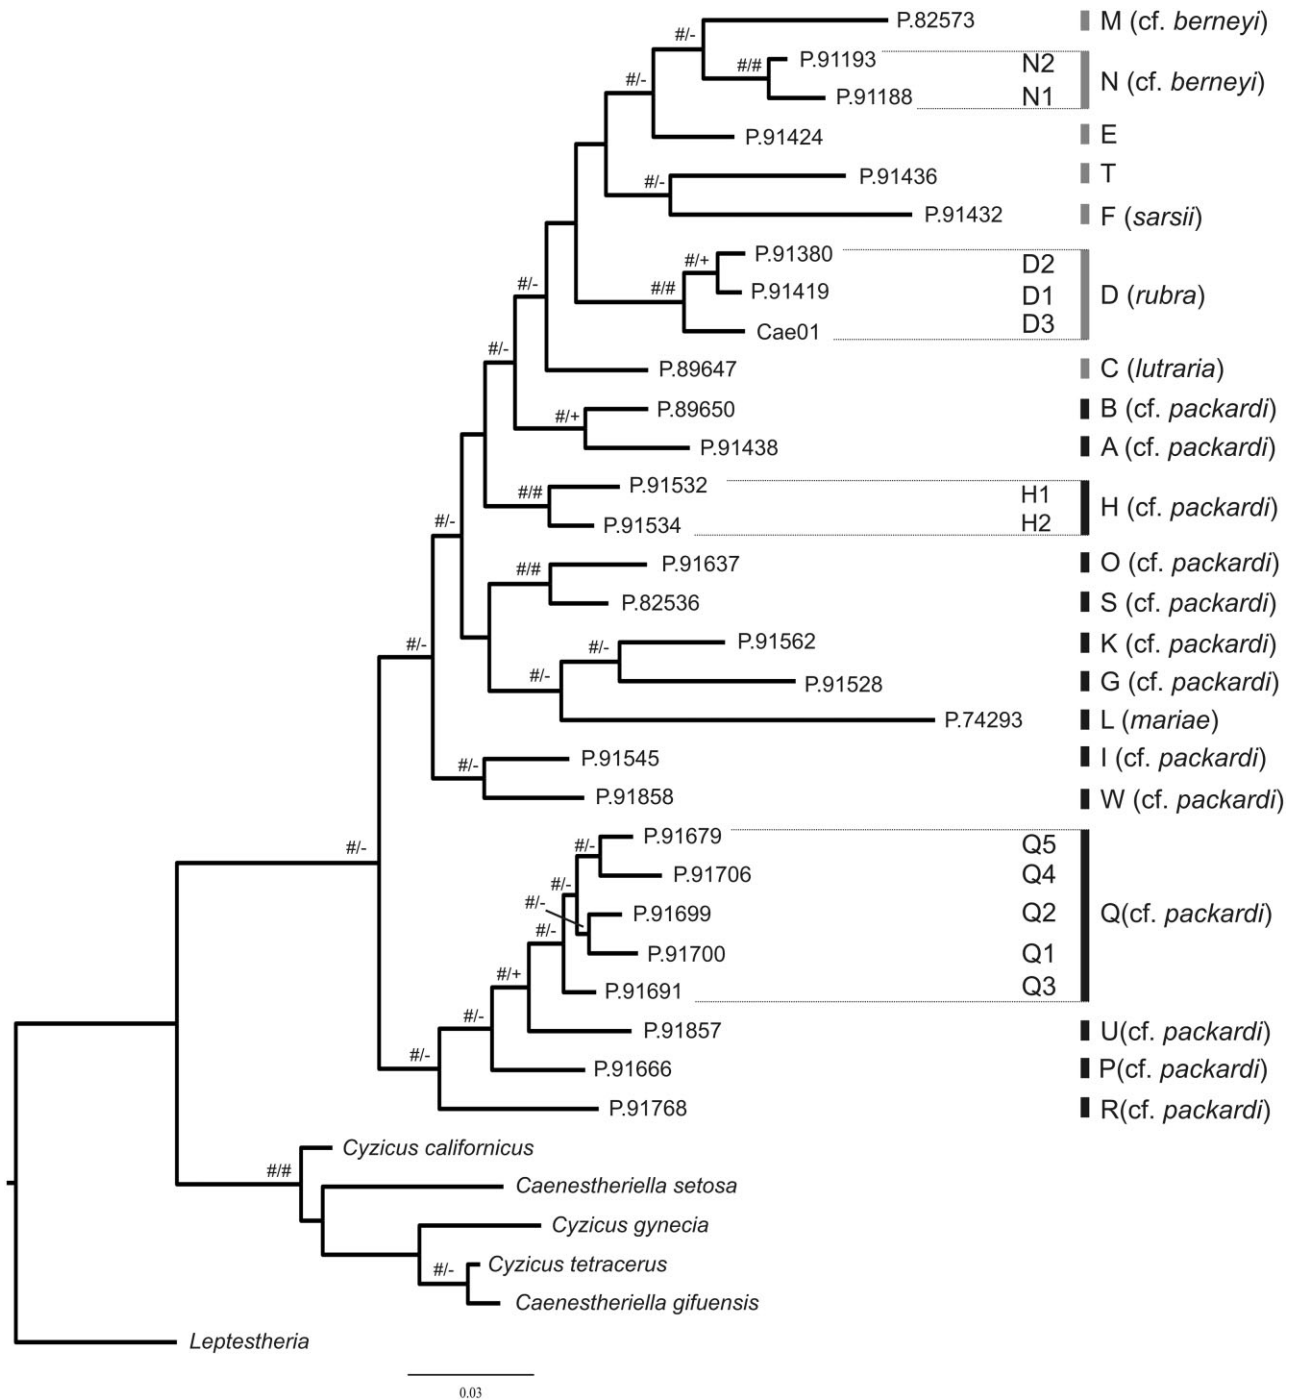 #/- P.82573 M (cf. berneyi)
#/# P.91193 N2
N (cf. berneyi)
#/- P.91188 N1
P.91424 E
#/- P.91436 T
P.91432 F (sarsii)
#/+ P.91380 D2
#/# P.91419 D1 D (rubra)
Cae01 D3
#/- P.89647 C (lutraria)
#/- P.89650 B (cf. packardi)
#/+ P.91438 A (cf. packardi)
#/# P.91532 H1
H (cf. packardi)
P.91534 H2
#/- P.91637 O (cf. packardi)
#/# P.82536 S (cf. packardi)
#/- P.91562 K (cf. packardi)
#/- P.91528 G (cf. packardi)
#/- P.74293 L (mariae)
#/- P.91545 I (cf. packardi)
P.91858 W (cf. packardi)
#/- P.91679 Q5
#/- P.91706 Q4
#/- P.91699 Q2 Q(cf. packardi)
#/- P.91700 Q1
#/- P.91691 Q3
#/+ P.91857 U(cf. packardi)
#/- P.91666 P(cf. packardi)
#/- P.91768 R(cf. packardi)
Cyzicus californicus
#/# Caenestheriella setosa
Cyzicus gynecia
#/- Cyzicus tetracerus
Caenestheriella gifuensis
Leptestheria
0.03